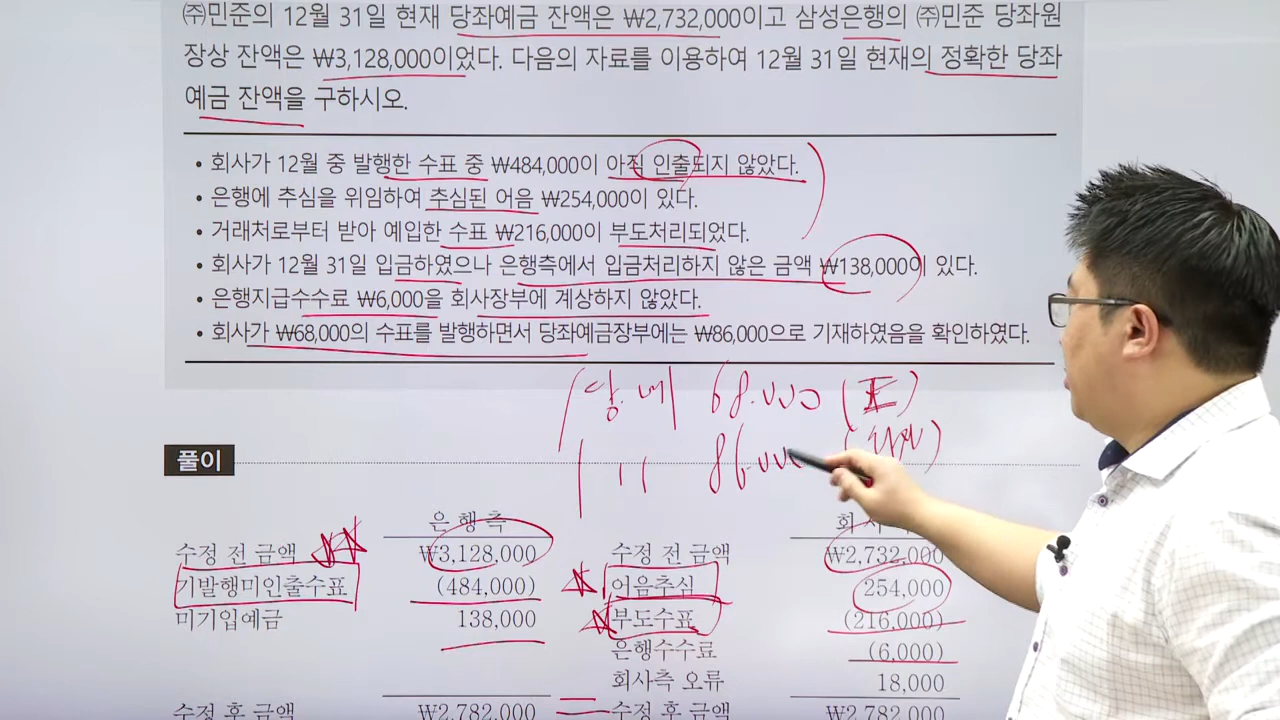 ㈜민준의 12월 31일 현재 당좌예금 잔액은 ₩2,732,000이고 삼성은행의 ㈜민준 당좌원
장상 잔액은 ₩3,128,000이었다. 다음의 자료를 이용하여 12월 31일 현재의 정확한 당좌
예금 잔액을 구하시오.
• 회사가 12월 중 발행한 수표 중 ₩484,000이 아직 인출되지 않았다.
• 은행에 추심을 위임하여 추심된 어음 ₩254,000이 있다.
• 거래처로부터 받아 예입한 수표 ₩216,000이 부도처리되었다.
• 회사가 12월 31일 입금하였으나 은행측에서 입금처리하지 않은 금액 ₩138,000이 있다.
• 은행지급수수료 ₩6,000을 회사장부에 계상하지 않았다.
• 회사가 ₩68,000의 수표를 발행하면서 당좌예금장부에는 ₩86,000으로 기재하였음을 확인하였다.
68.000
86.000
풀이
은 행 측 회 사
수정 전 금액 ₩3,128,000 수정 전 금액 ₩2,732,000
기발행미인출수표 (484,000) 어음추심 254,000
미기입예금 138,000 부도수표 (216,000)
은행수수료 (6,000)
회사측 오류 18,000
수정 후 금액 ₩2,782,000 수정 후 금액 ₩2,782,000